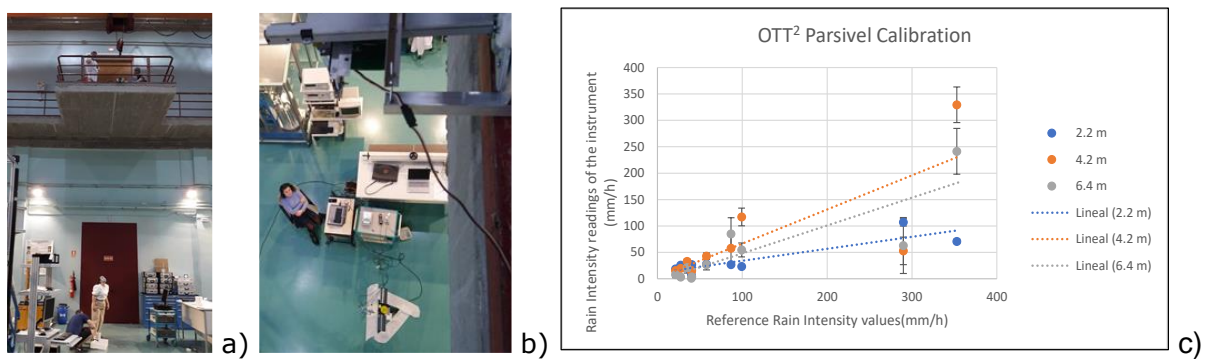 a)
b)
OTT² Parsivel Calibration
Rain Intensity readings of the instrument
(mm/h)
400
350
300
250
200
150
100
50
0
0 100 200 300 400
Reference Rain Intensity values(mm/h)
2.2 m
4.2 m
6.4 m
Lineal (2.2 m)
Lineal (4.2 m)
Lineal (6.4 m)
c)